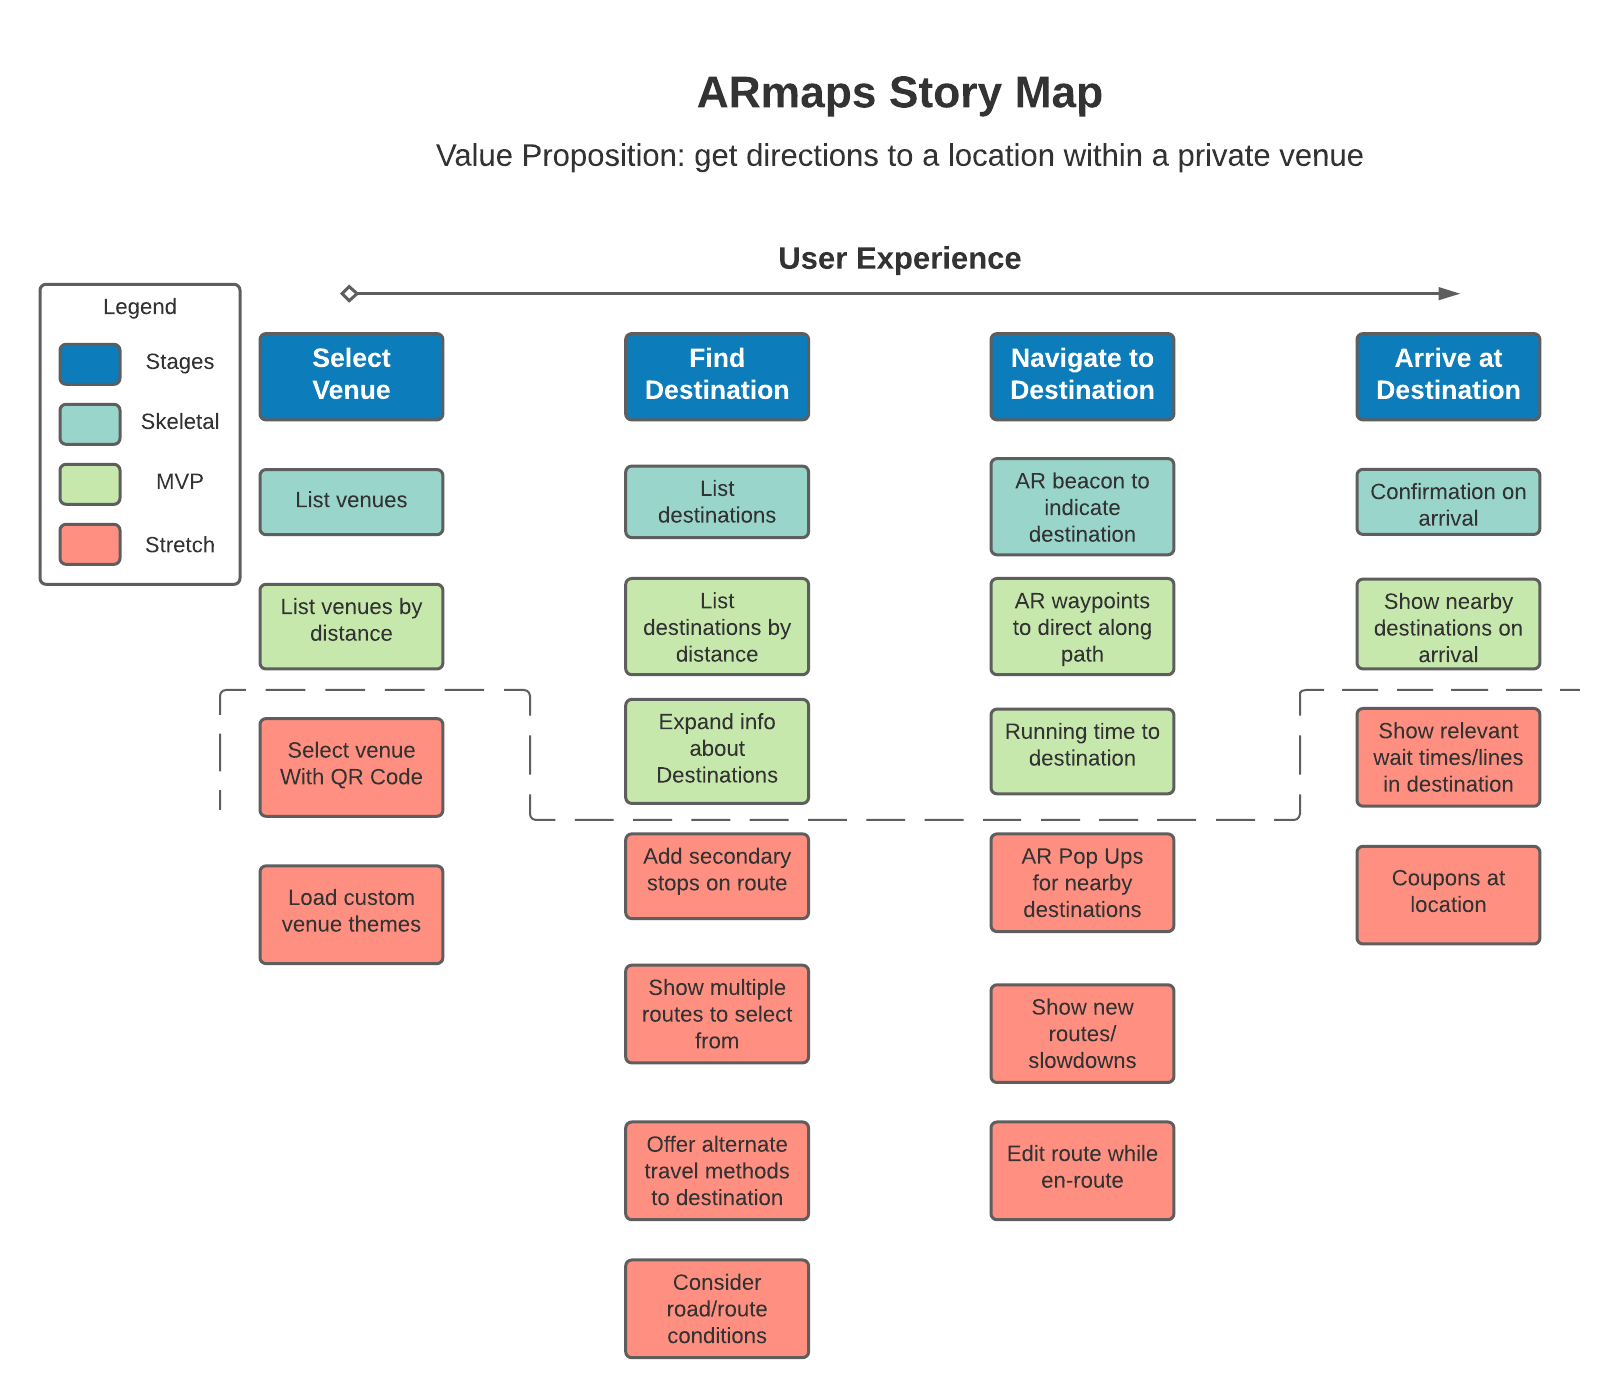 ARmaps Story Map
Value Proposition: get directions to a location within a private venue
User Experience
Legend
Stages
Skeletal
MVP
Stretch
Select
Venue
List venues
List venues by
distance
Select venue
With QR Code
Load custom
venue themes
Find
Destination
List
destinations
List
destinations by
distance
Expand info
about
Destinations
Add secondary
stops on route
Show multiple
routes to select
from
Offer alternate
travel methods
to destination
Consider
road/route
conditions
Navigate to
Destination
AR beacon to
indicate
destination
AR waypoints
to direct along
path
Running time to
destination
AR Pop Ups
for nearby
destinations
Show new
routes/
slowdowns
Edit route while
en-route
Arrive at
Destination
Confirmation on
arrival
Show nearby
destinations on
arrival
Show relevant
wait times/lines
in destination
Coupons at
location